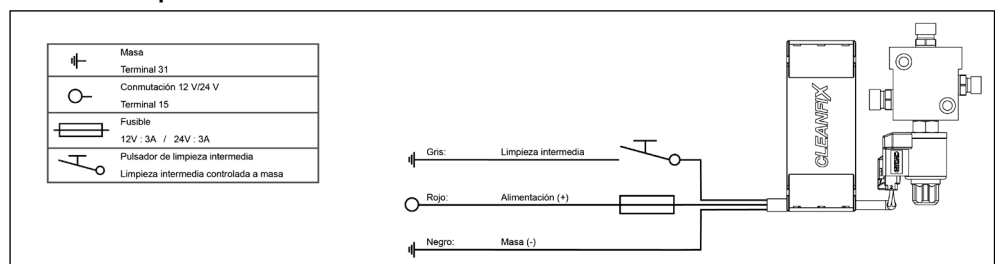 Masa
Terminal 31
Conmutación 12 V/24 V
Terminal 15
Fusible
12V : 3A / 24V : 3A
Pulsador de limpieza intermedia
Limpieza intermedia controlada a masa
Gris: Limpieza intermedia
Rojo: Alimentación (+)
Negro: Masa (-)
CLEANFIX